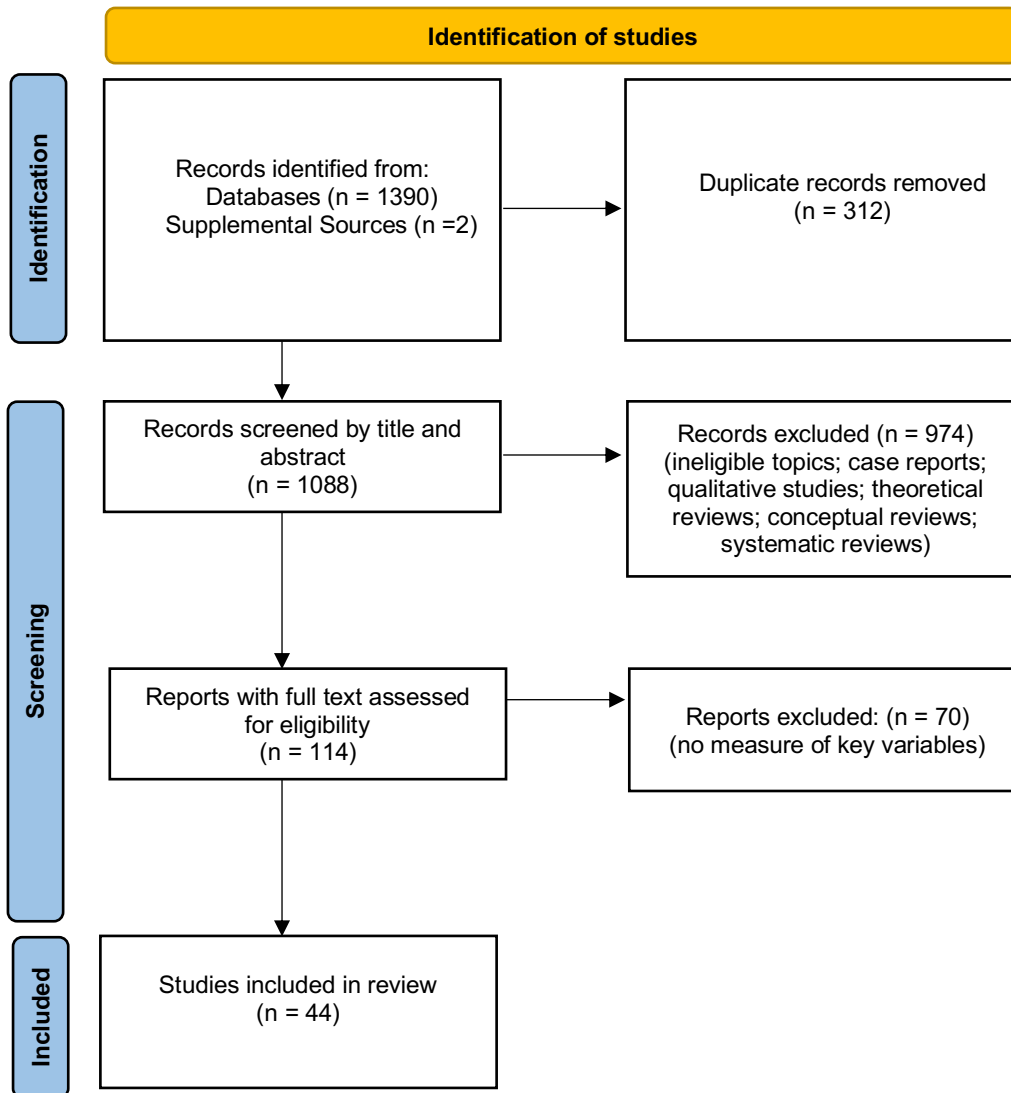 Identification of studies
Identification
Records identified from:
Databases (n = 1390)
Supplemental Sources (n =2)
Duplicate records removed
(n = 312)
Screening
Records screened by title and
abstract
(n = 1088)
Records excluded (n = 974)
(ineligible topics; case reports;
qualitative studies; theoretical
reviews; conceptual reviews;
systematic reviews)
Reports with full text assessed
for eligibility
(n = 114)
Reports excluded: (n = 70)
(no measure of key variables)
Included
Studies included in review
(n = 44)